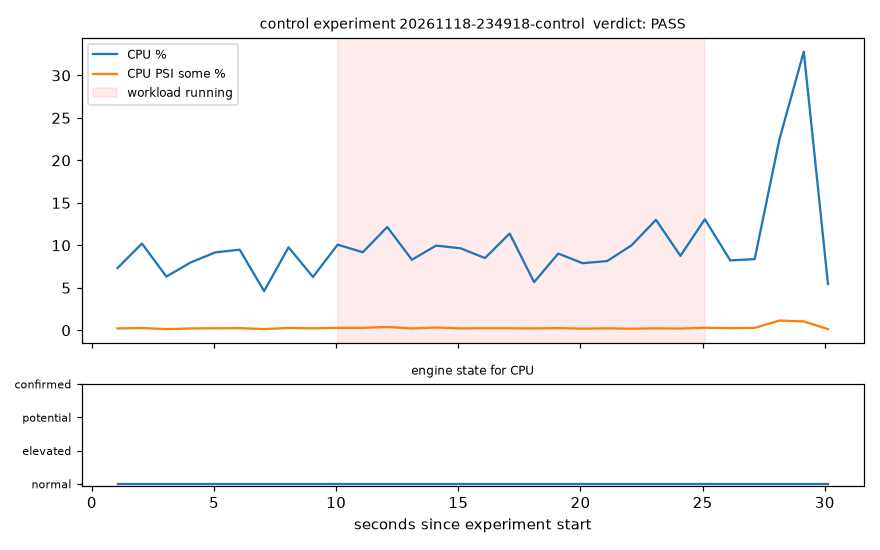 control experiment 20261118-234918-control  verdict: PASS
CPU %
CPU PSI some %
workload running
30
25
20
15
10
5
0
engine state for CPU
confirmed
potential
elevated
normal
0 5 10 15 20 25 30
seconds since experiment start